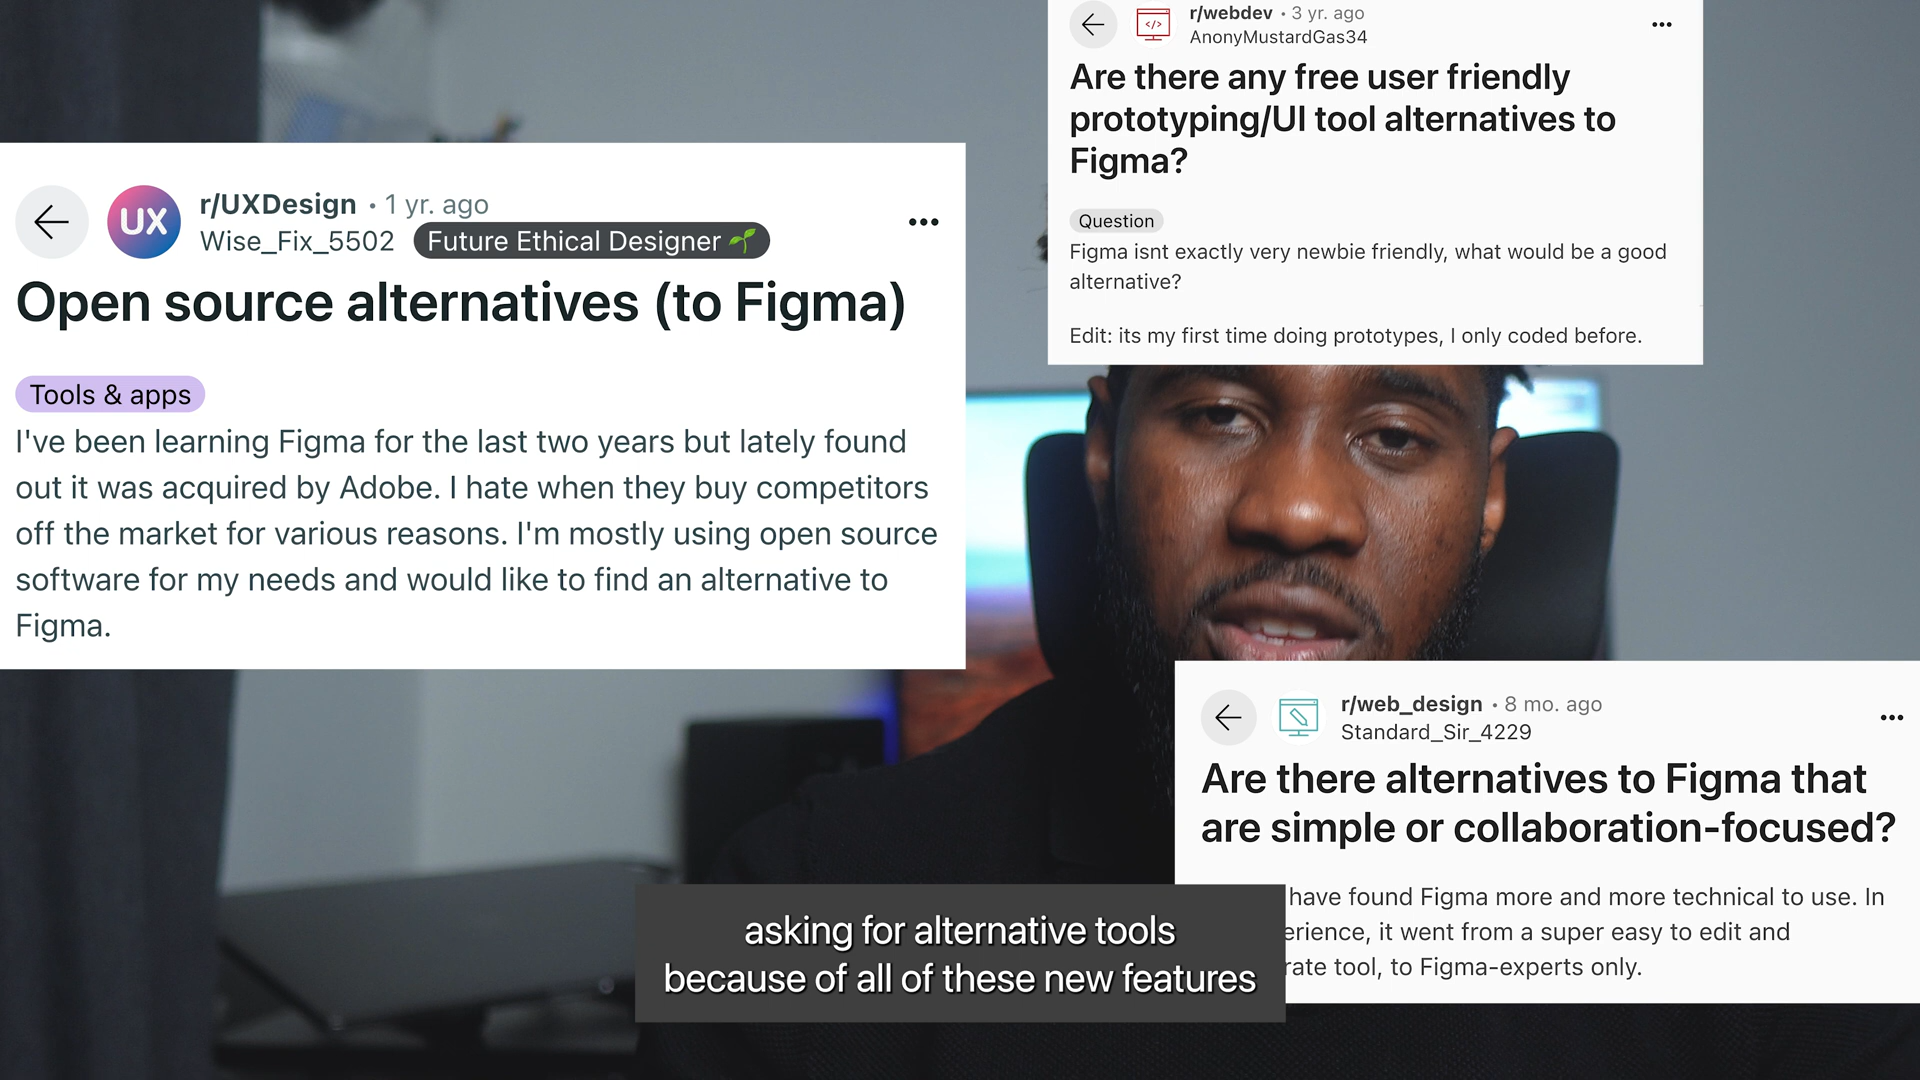 r/UXDesign • 1 yr. ago
UX
Wise_Fix_5502 Future Ethical Designer
Open source alternatives (to Figma)
Tools & apps
I've been learning Figma for the last two years but lately found
out it was acquired by Adobe. I hate when they buy competitors
off the market for various reasons. I'm mostly using open source
software for my needs and would like to find an alternative to
Figma.
r/webdev • 3 yr. ago
AnonyMustardGas34
Are there any free user friendly
prototyping/UI tool alternatives to
Figma?
Question
Figma isnt exactly very newbie friendly, what would be a good
alternative?
Edit: its my first time doing prototypes, I only coded before.
r/web_design • 8 mo. ago
Standard_Sir_4229
Are there alternatives to Figma that
are simple or collaboration-focused?
have found Figma more and more technical to use. In
it went from a super easy to edit and
tool, to Figma-experts only.
asking for alternative tools
because of all of these new features